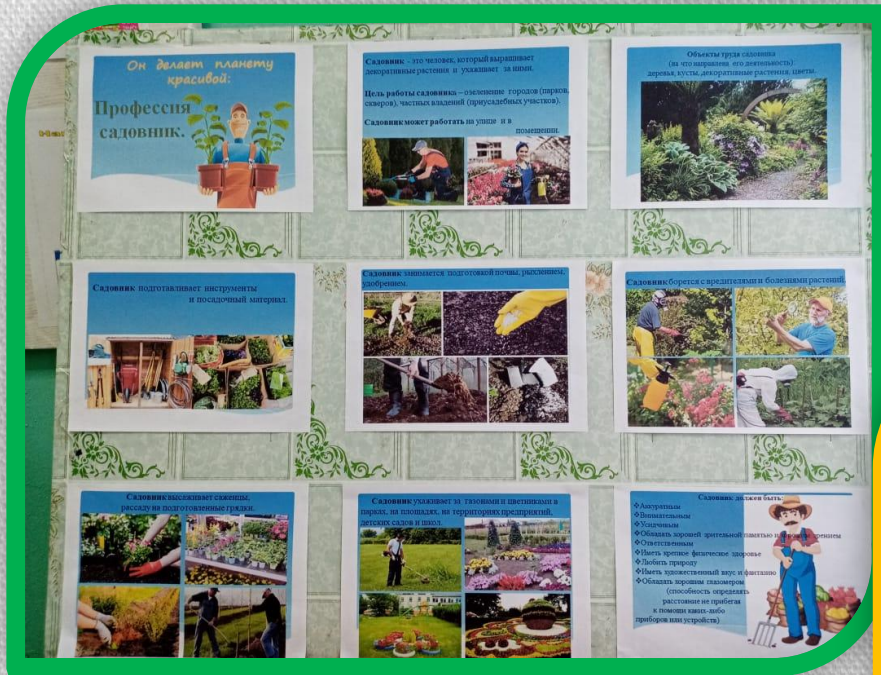 Он делает планету
красивой:
Профессия
садовник.
Садовник - это человек, который выращивает
декоративные растения и ухаживает за ними.
Цель работы садовника – озеленение городов (парков,
скверов), частных владений (приусадебных участков).
Садовник может работать на улице и в
помещении.
Объекты труда садовника
(на что направлена его деятельность):
деревья, кусты, декоративные растения, цветы.
Садовник подготавливает инструменты
и посадочный материал.
Садовник занимается подготовкой почвы, рыхлением,
удобрением.
Садовник борется с вредителями и болезнями растений.
Садовник высаживает саженцы,
рассаду на подготовленные грядки.
Садовник ухаживает за газонами и цветниками в
парках, на площадях, на территориях предприятий,
детских садов и школ.
Садовник должен быть:
❖Аккуратным
❖Внимательным
❖Усидчивым
❖Обладать хорошей зрительной памятью и хорошим зрением
❖Ответственным
❖Иметь крепкое физическое здоровье
❖Любить природу
❖Иметь художественный вкус и фантазию
❖Обладать хорошим глазомером
(способность определять
расстояние не прибегая
к помощи каких-либо
приборов или устройств)